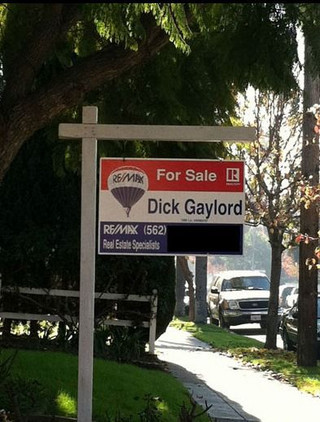 For Sale
RE/MAX
Dick Gaylord
RE/MAX (562)
Real Estate Specialists